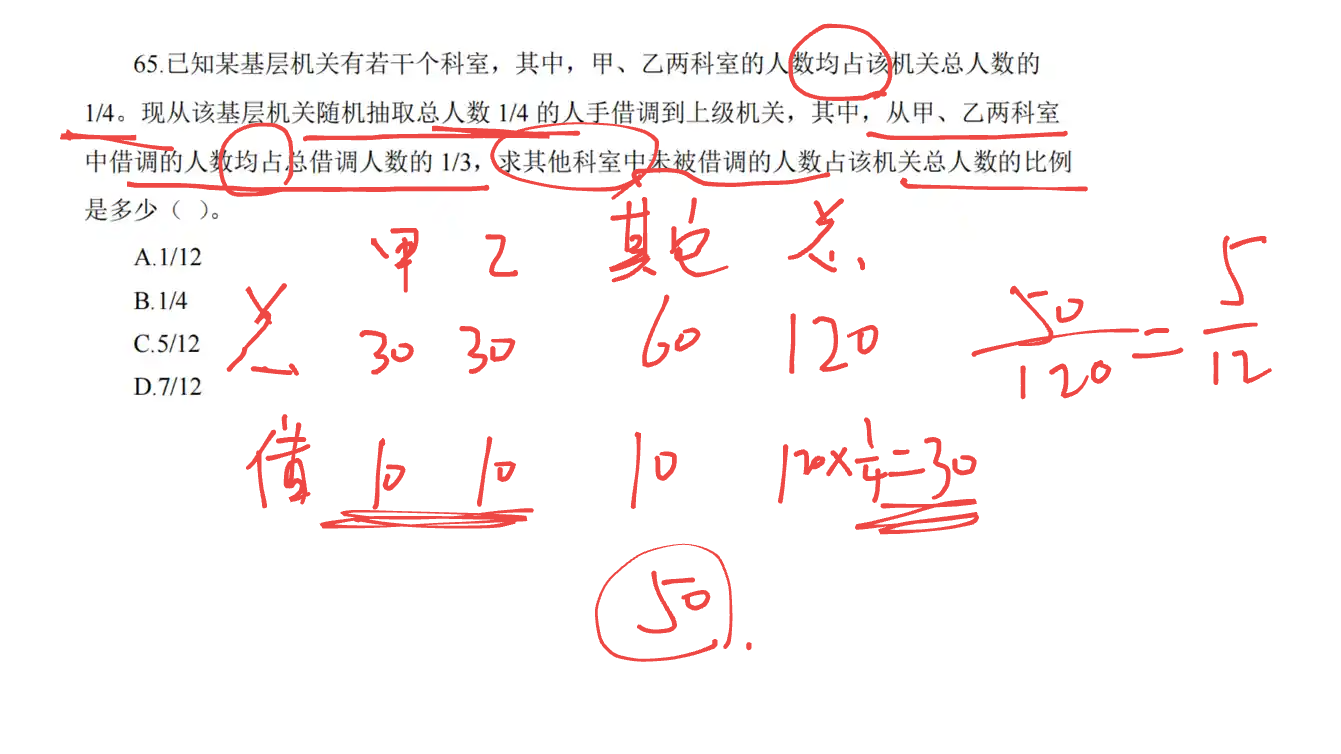 65.已知某基层机关有若干个科室，其中，甲、乙两科室的人数均占该机关总人数的
1/4。现从该基层机关随机抽取总人数 1/4 的人手借调到上级机关，其中，从甲、乙两科室
中借调的人数均占总借调人数的 1/3，求其他科室中未被借调的人数占该机关总人数的比例
是多少（ ）。
A.1/12
B.1/4
C.5/12
D.7/12
甲 乙 其它 总
总 30 30 60 120
50/120=5/12
借 10 10 10 120×1/4=30
50